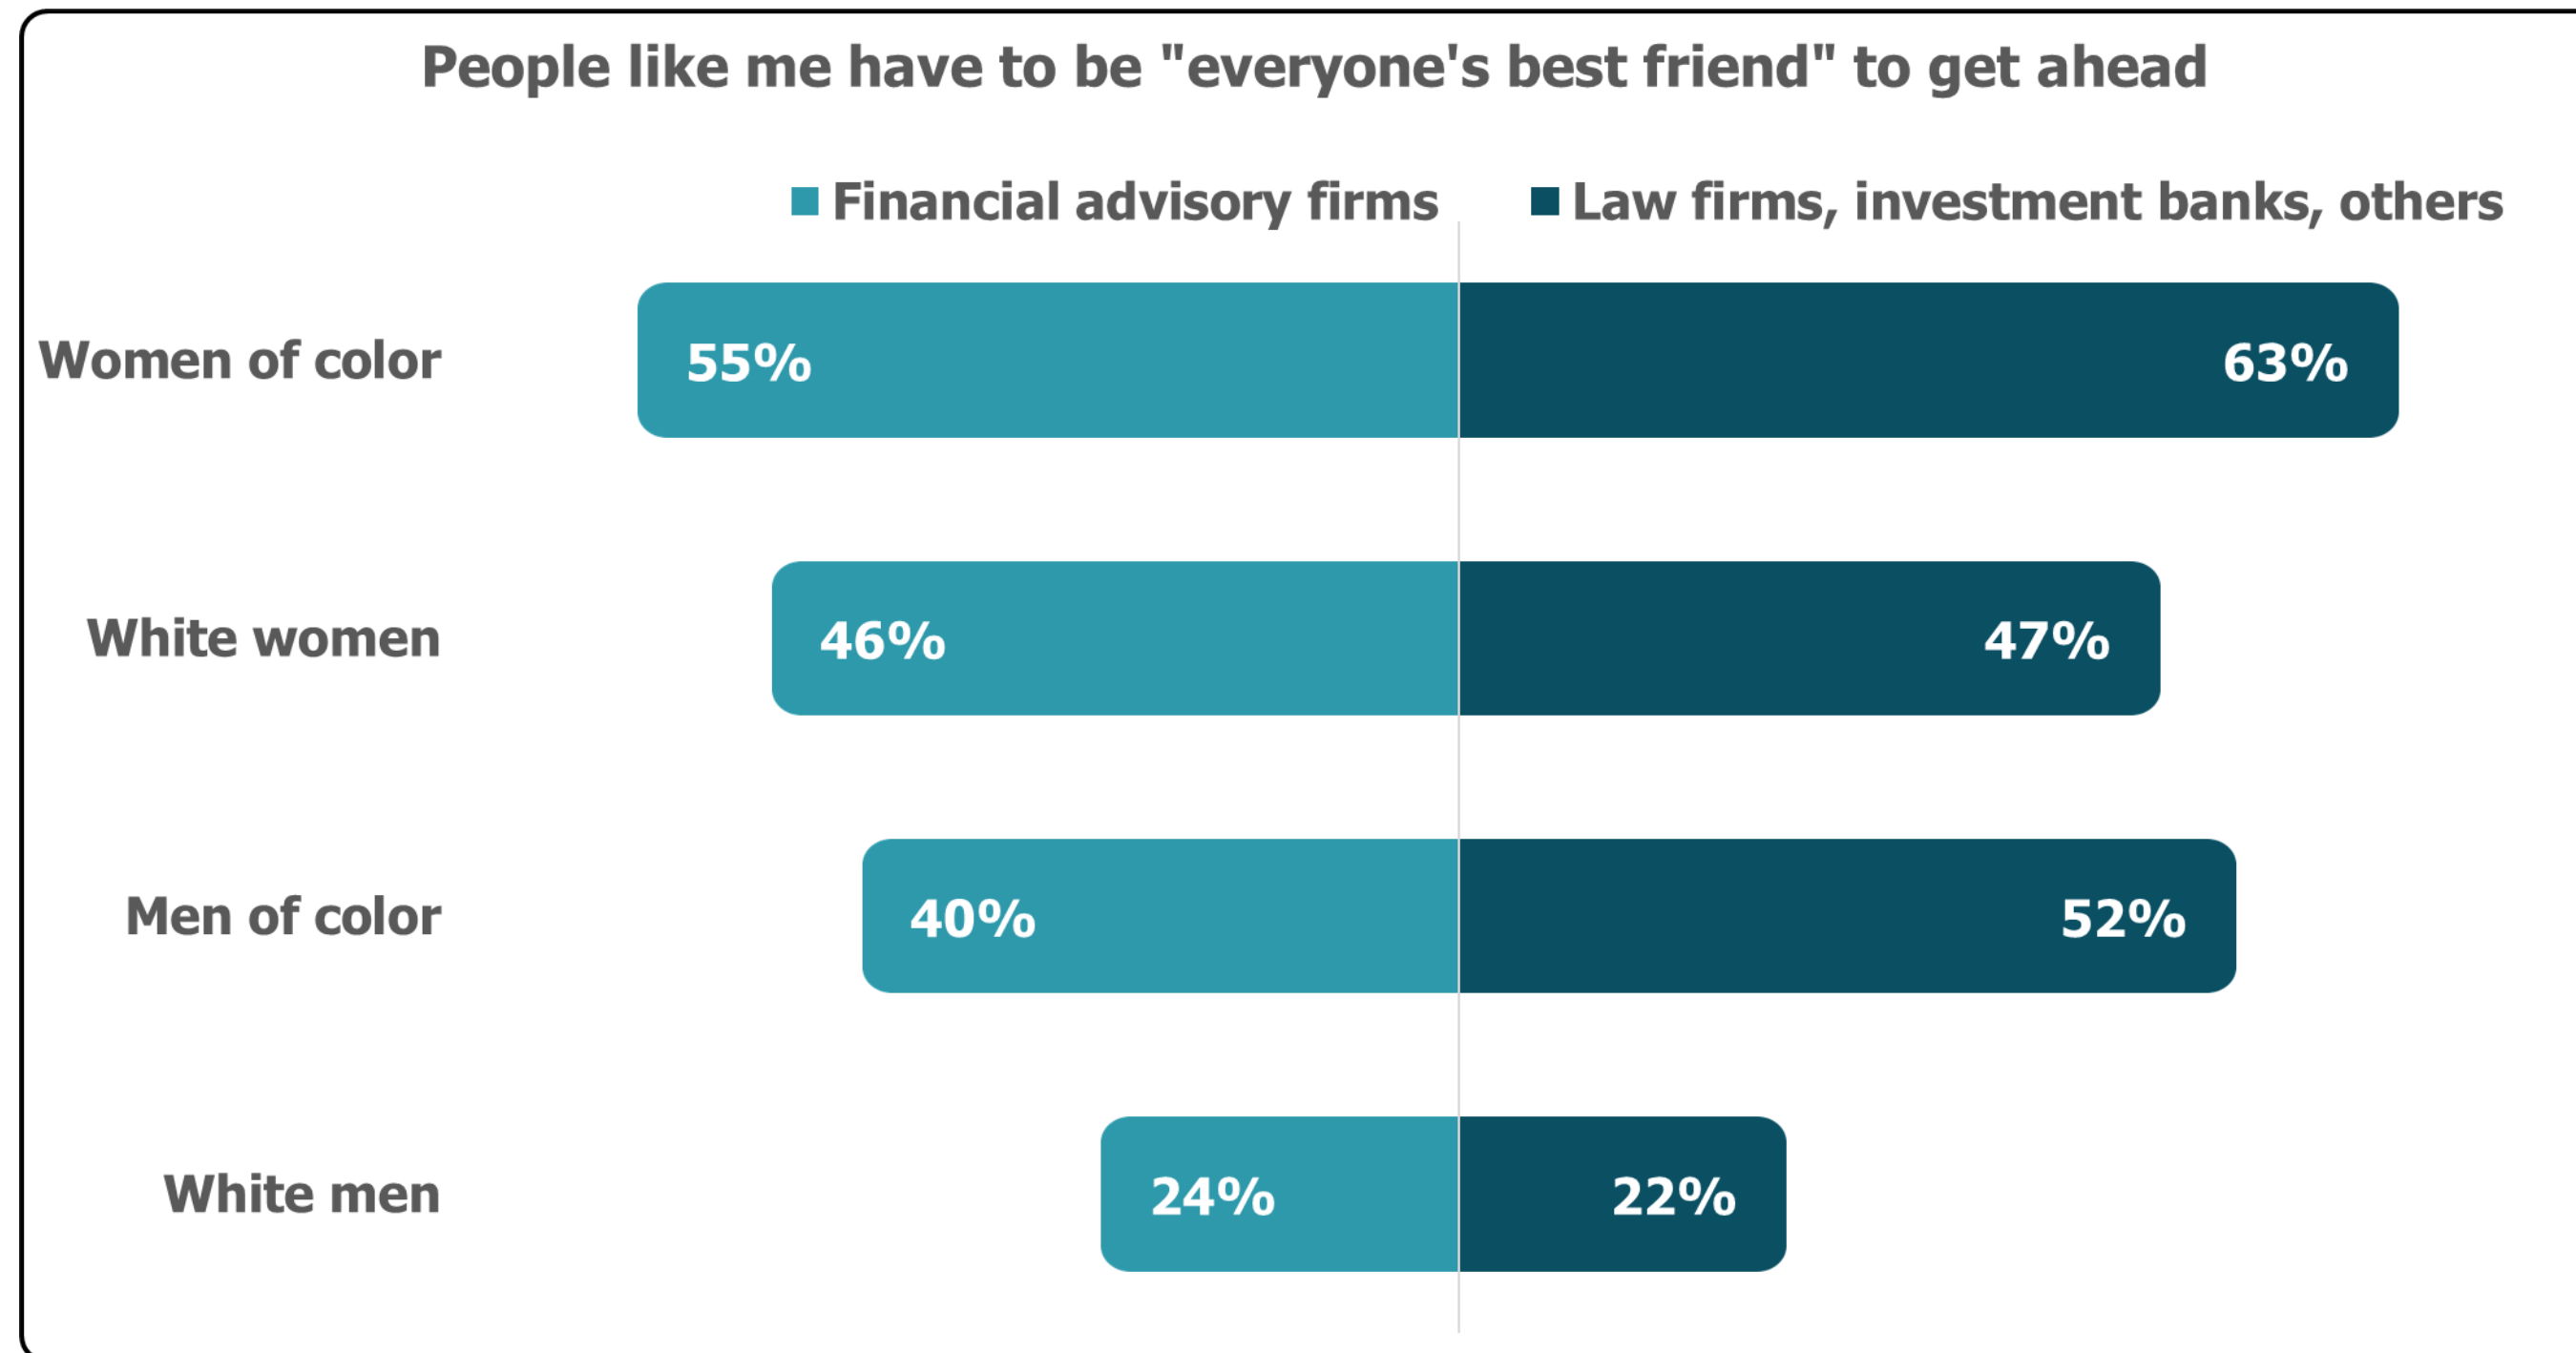 People like me have to be "everyone's best friend" to get ahead
Financial advisory firms Law firms, investment banks, others
Women of color 55% 63%
White women 46% 47%
Men of color 40% 52%
White men 24% 22%